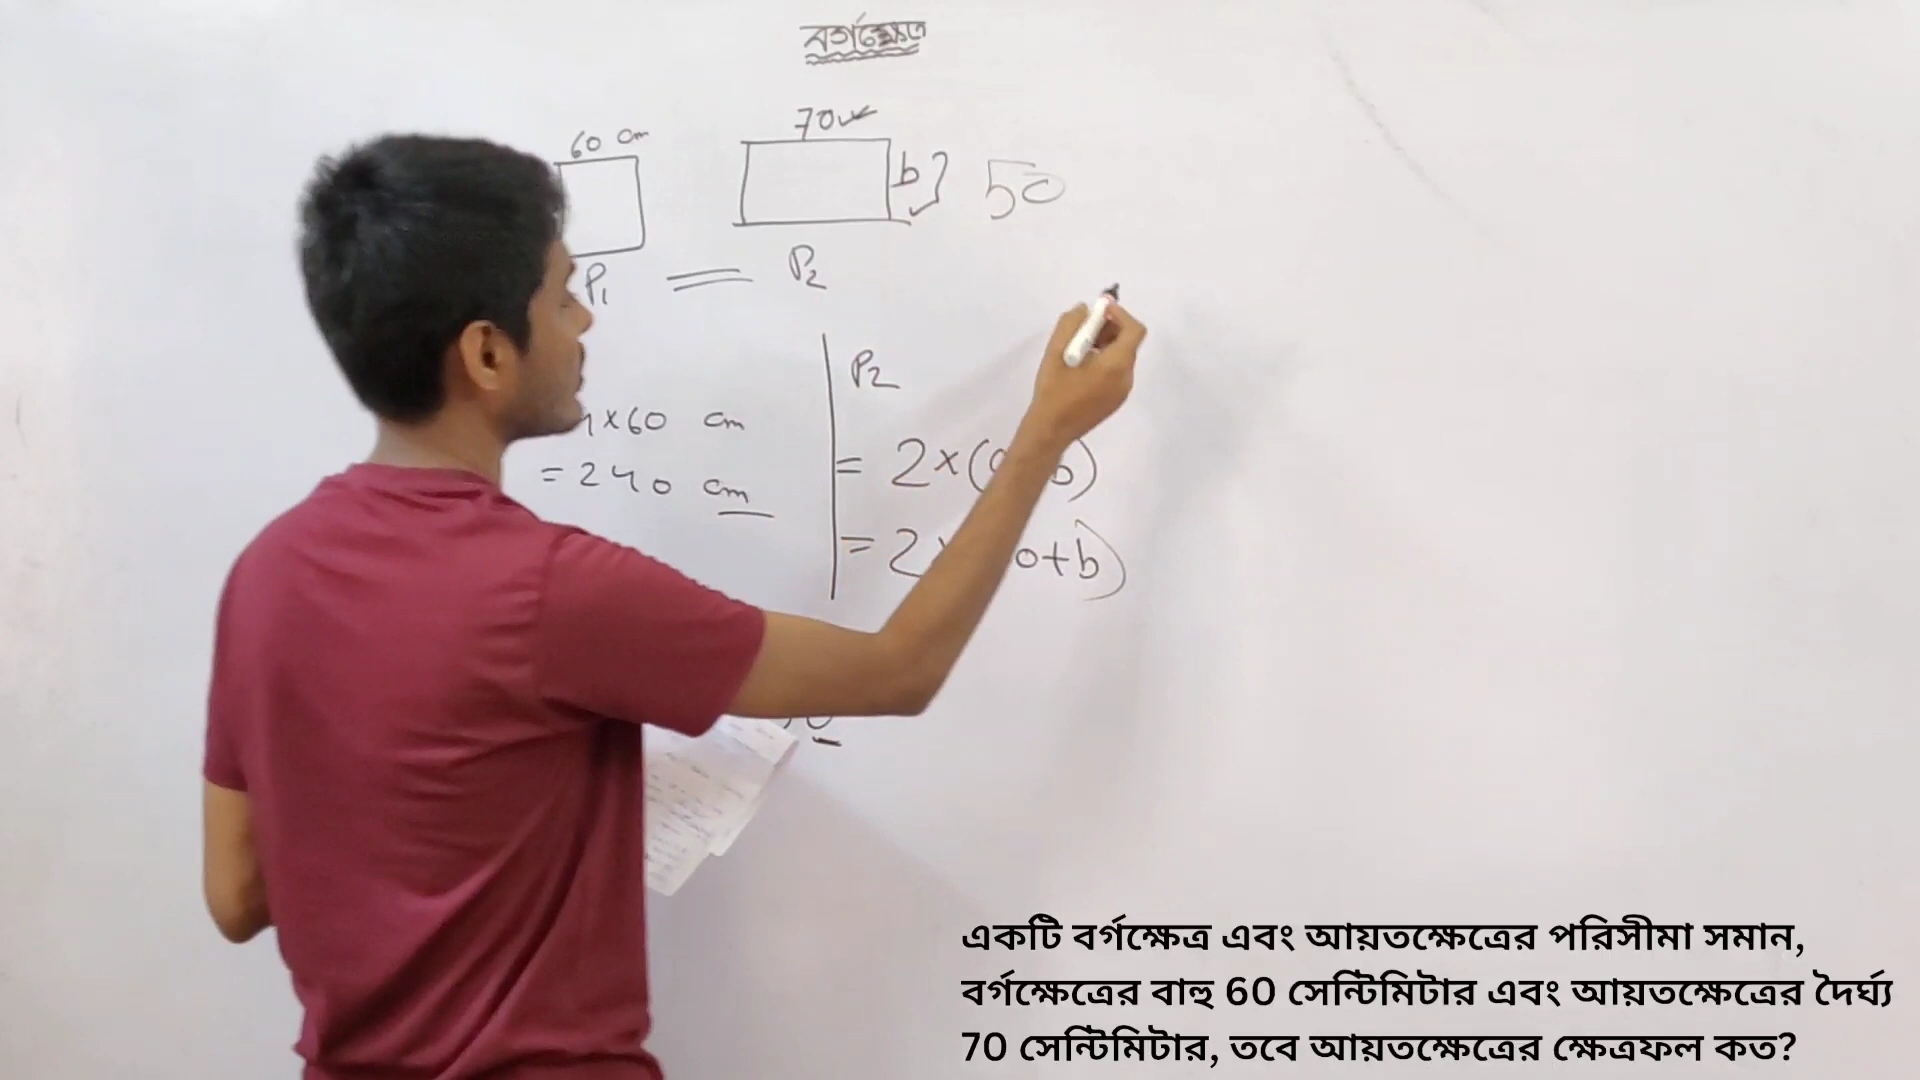 বর্গক্ষেত্র
60 cm
70
b } 50
P₁ = P₂
P₂
×60 cm
= 2×( b)
= 240 cm
= 2 o+b)
একটি বর্গক্ষেত্র এবং আয়তক্ষেত্রের পরিসীমা সমান,
বর্গক্ষেত্রের বাহু 60 সেন্টিমিটার এবং আয়তক্ষেত্রের দৈর্ঘ্য
70 সেন্টিমিটার, তবে আয়তক্ষেত্রের ক্ষেত্রফল কত?